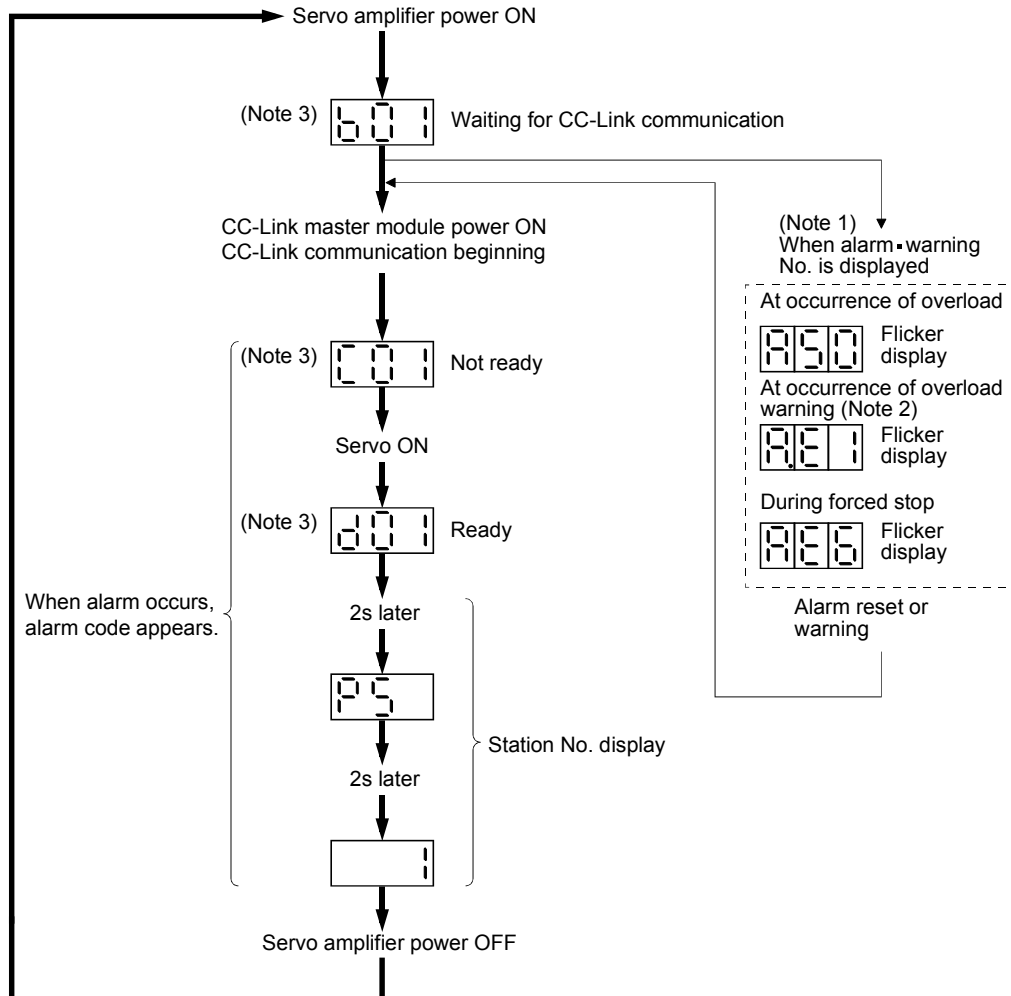 Servo amplifier power ON
(Note 3) b01 Waiting for CC-Link communication
CC-Link master module power ON
CC-Link communication beginning
(Note 1)
When alarm·warning
No. is displayed
At occurrence of overload
A50 Flicker
display
At occurrence of overload
warning (Note 2)
A.E1 Flicker
display
During forced stop
AE6 Flicker
display
Alarm reset or
warning
(Note 3) C01 Not ready
Servo ON
(Note 3) d01 Ready
When alarm occurs,
alarm code appears.
2s later
PS
Station No. display
2s later
1
Servo amplifier power OFF